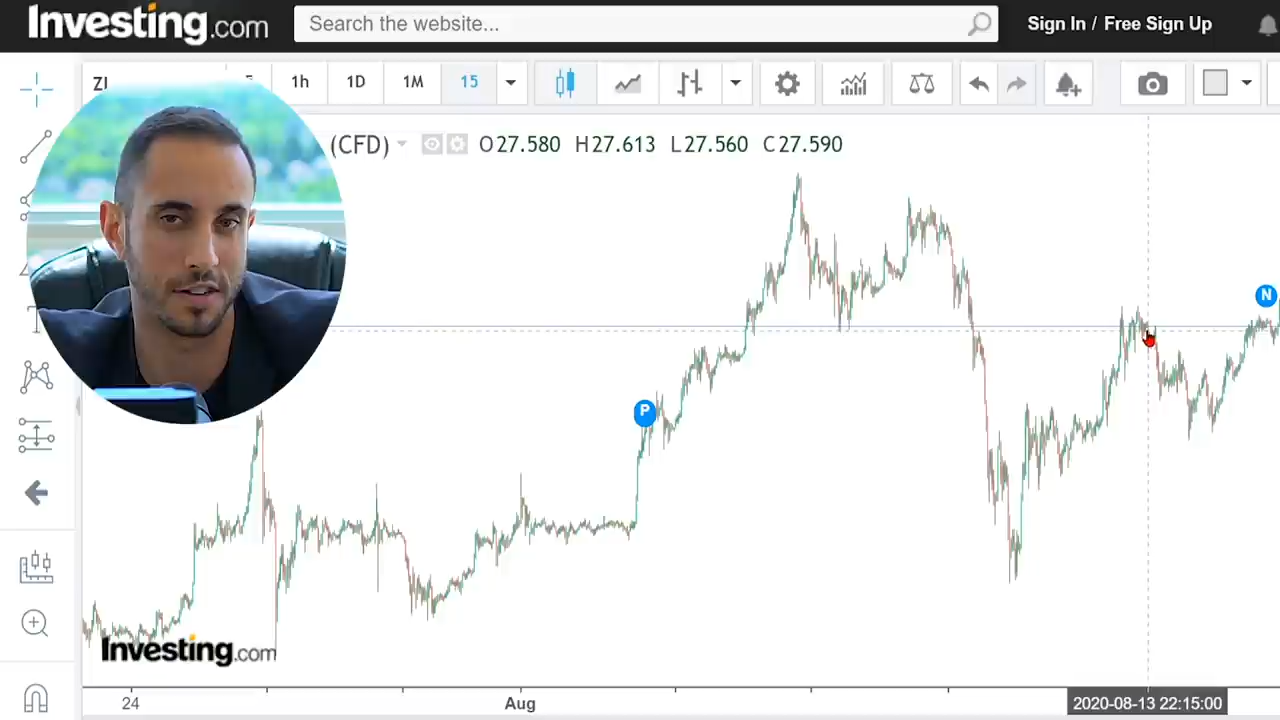 Investing.com
Search the website...
Sign In / Free Sign Up
1h
1D
1M
15
(CFD)
O27.580 H27.613 L27.560 C27.590
N
P
T
Investing.com
24
Aug
2020-08-13 22:15:00